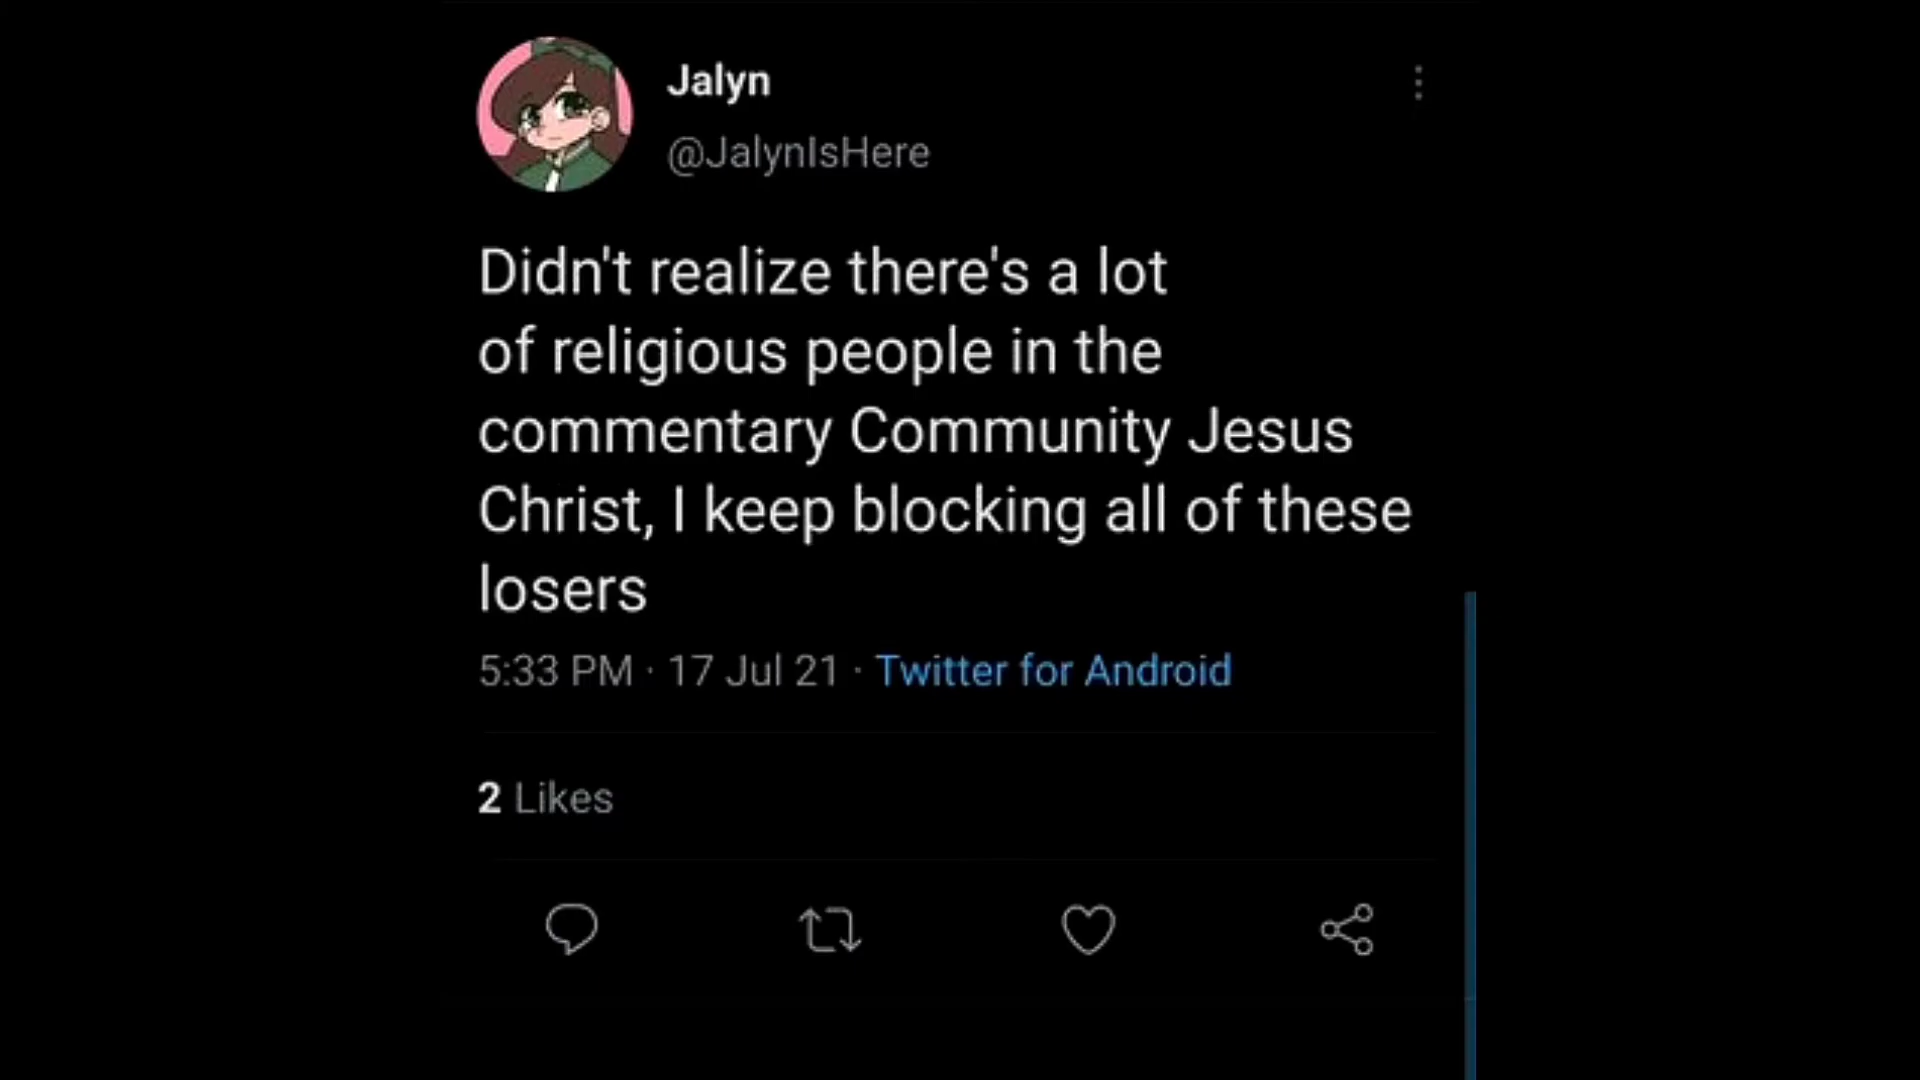 Jalyn
@JalynIsHere
Didn't realize there's a lot
of religious people in the
commentary Community Jesus
Christ, I keep blocking all of these
losers
5:33 PM · 17 Jul 21 · Twitter for Android
2 Likes